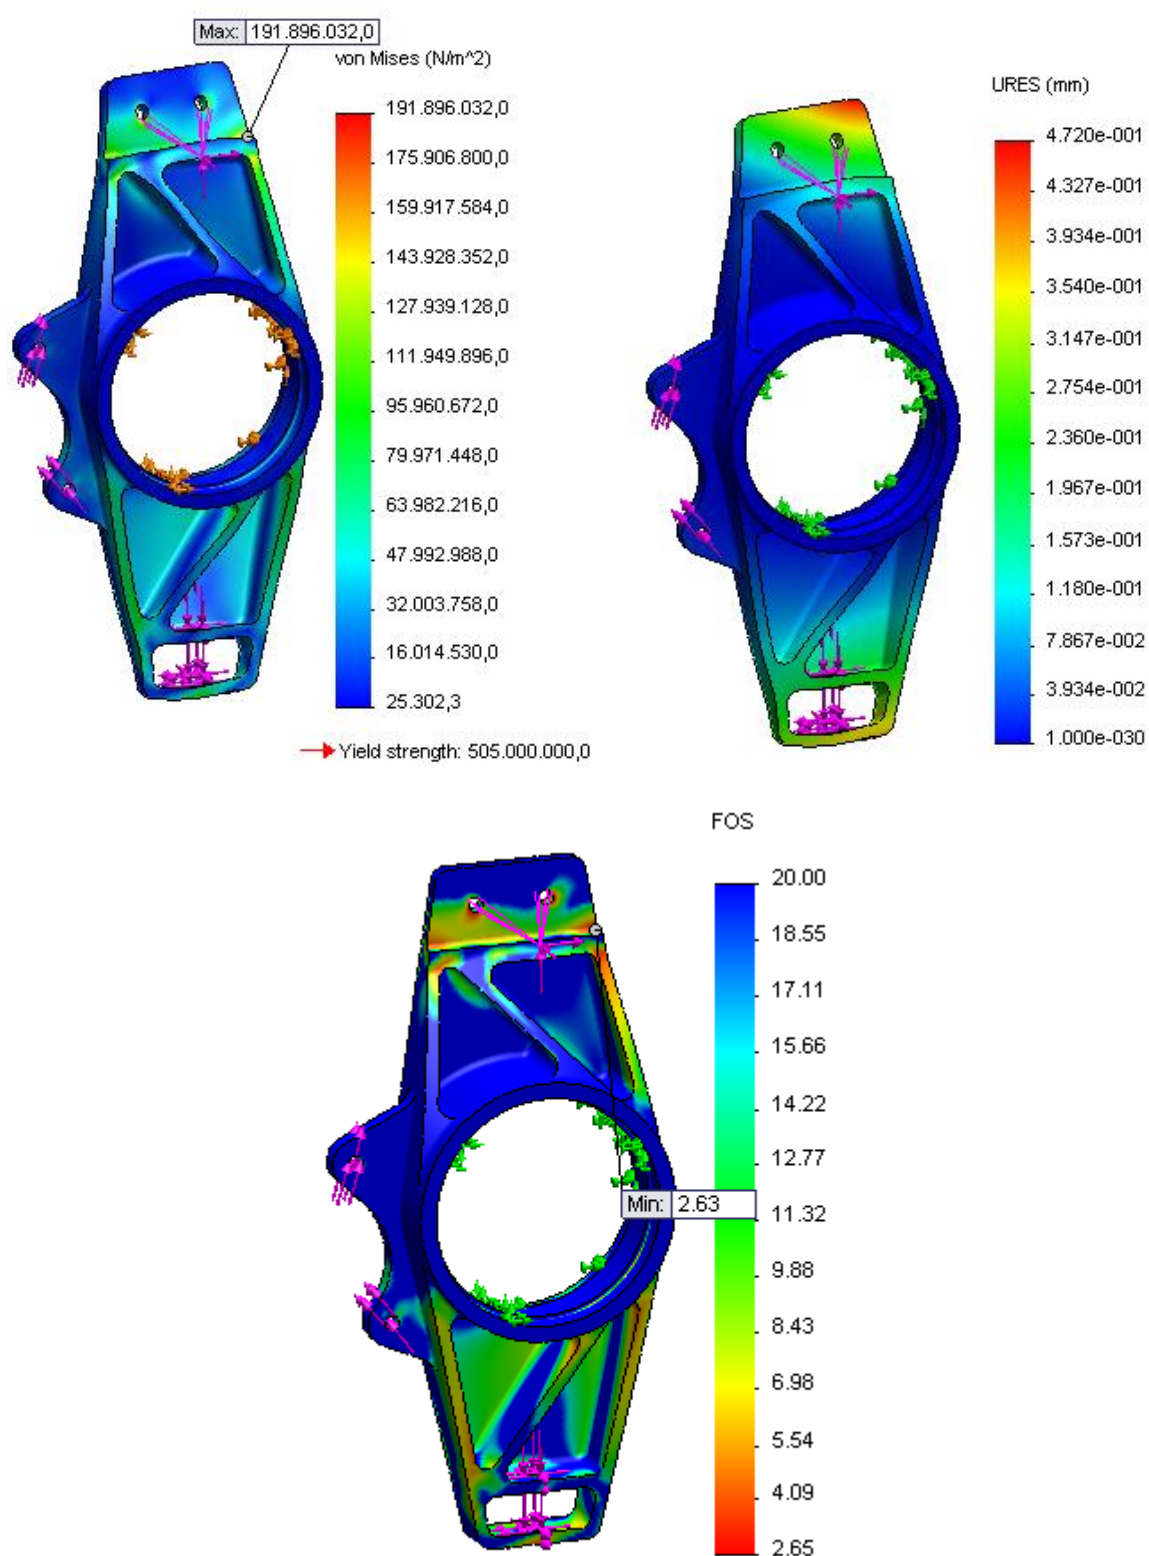 Max: 191.896.032,0
von Mises (N/m^2)
191.896.032,0
175.906.800,0
159.917.584,0
143.928.352,0
127.939.128,0
111.949.896,0
95.960.672,0
79.971.448,0
63.982.216,0
47.992.988,0
32.003.758,0
16.014.530,0
25.302,3
Yield strength: 505.000.000,0
URES (mm)
4.720e-001
4.327e-001
3.934e-001
3.540e-001
3.147e-001
2.754e-001
2.360e-001
1.967e-001
1.573e-001
1.180e-001
7.867e-002
3.934e-002
1.000e-030
FOS
20.00
18.55
17.11
15.66
14.22
12.77
11.32
9.88
8.43
6.98
5.54
4.09
2.65
Min: 2.63